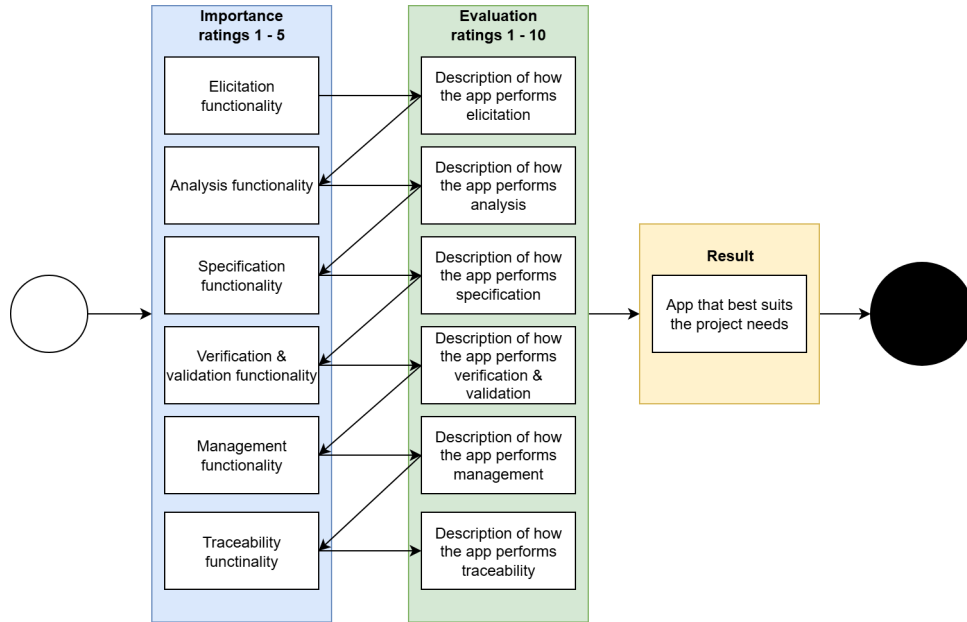 Importance
ratings 1 - 5
Evaluation
ratings 1 - 10
Elicitation
functionality
Description of how
the app performs
elicitation
Analysis functionality
Description of how
the app performs
analysis
Specification
functionality
Description of how
the app performs
specification
Result
App that best suits
the project needs
Verification &
validation functionality
Description of how
the app performs
verification &
validation
Management
functionality
Description of how
the app performs
management
Traceability
functinality
Description of how
the app performs
traceability